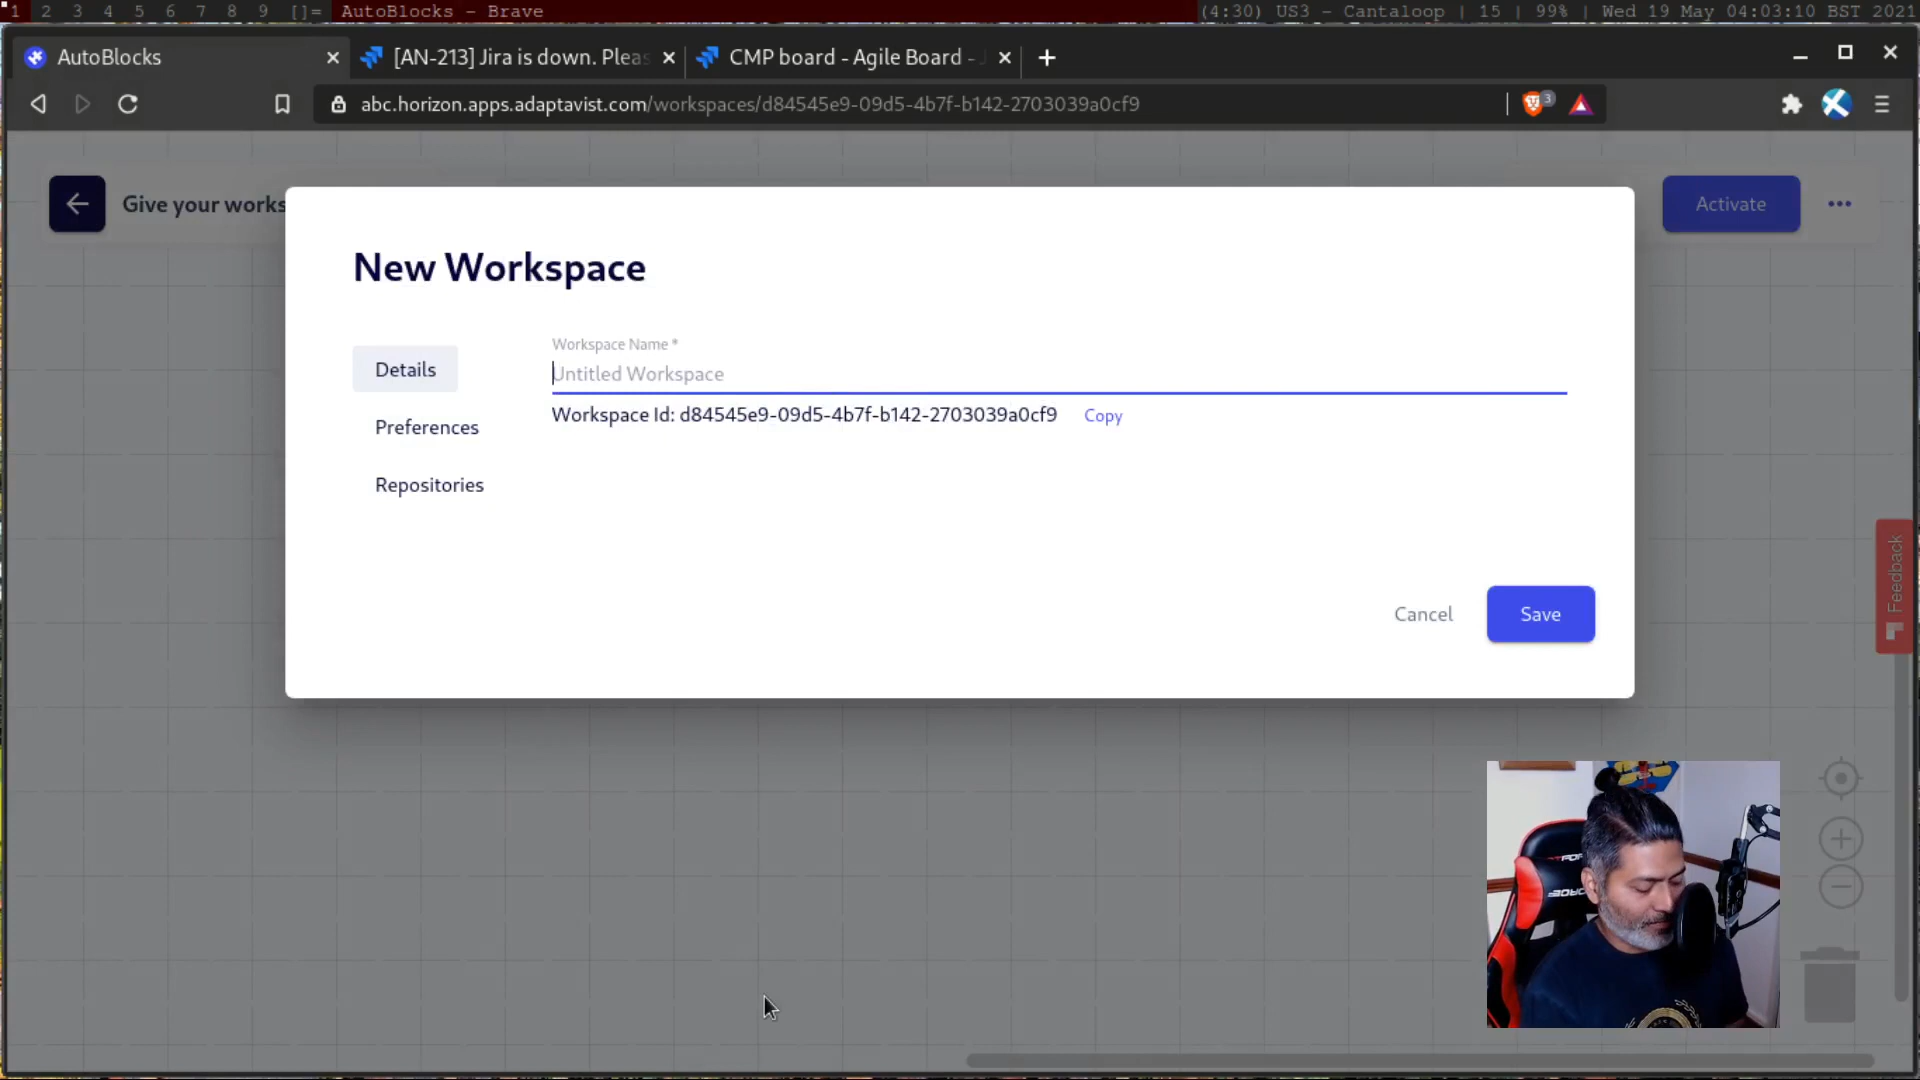 1 2 3 4 5 6 7 8 9 []= AutoBlocks - Brave (4:30) US3 - Cantaloop | 15 | 99% | Wed 19 May 04:03:10 BST 2021
AutoBlocks [AN-213] Jira is down. Pleas CMP board - Agile Board -
abc.horizon.apps.adaptavist.com/workspaces/d84545e9-09d5-4b7f-b142-2703039a0cf9 3
Give your works Activate
New Workspace
Details
Preferences
Repositories
Workspace Name *
Untitled Workspace
Workspace Id: d84545e9-09d5-4b7f-b142-2703039a0cf9 Copy
Cancel Save
Feedback